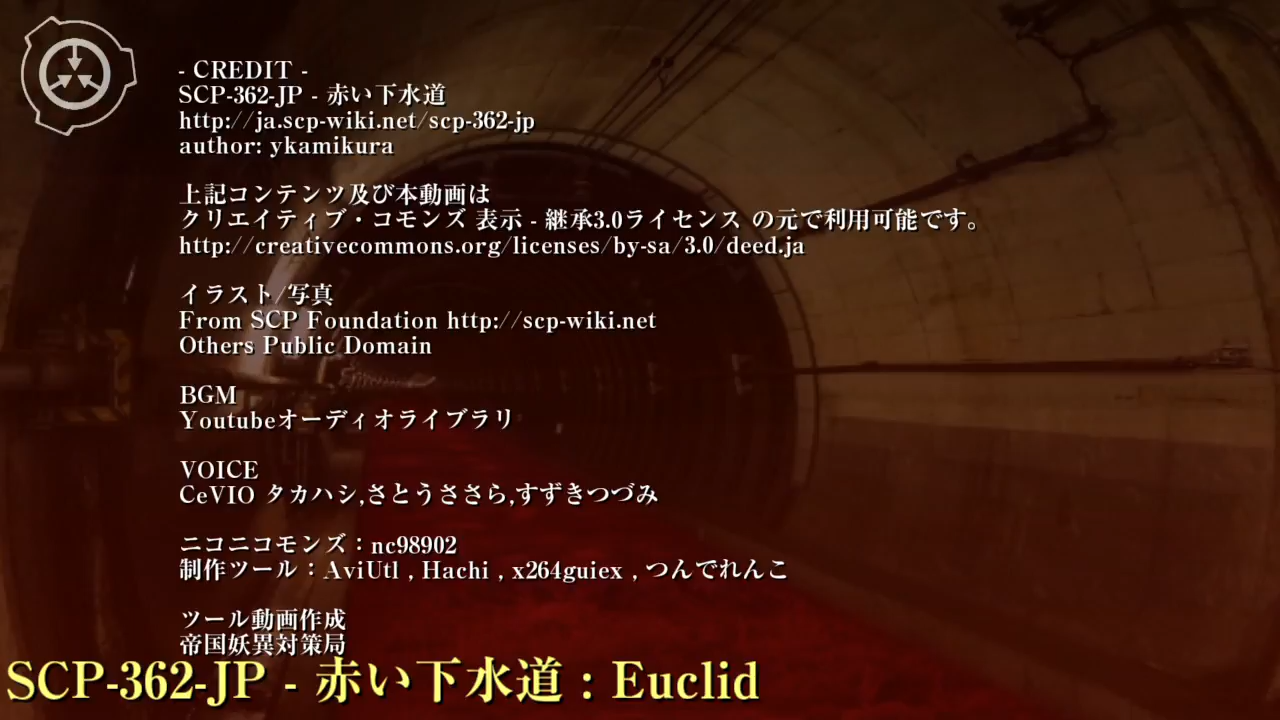 - CREDIT -
SCP-362-JP - 赤い下水道
http://ja.scp-wiki.net/scp-362-jp
author: ykamikura
上記コンテンツ及び本動画は
クリエイティブ・コモンズ 表示 - 継承3.0ライセンス の元で利用可能です。
http://creativecommons.org/licenses/by-sa/3.0/deed.ja
イラスト/写真
From SCP Foundation http://scp-wiki.net
Others Public Domain
BGM
Youtubeオーディオライブラリ
VOICE
CeVIO タカハシ,さとうささら,すずきつづみ
ニコニコモンズ：nc98902
制作ツール：AviUtl , Hachi , x264guiex , つんでれんこ
ツール動画作成
帝国妖異対策局
SCP-362-JP - 赤い下水道 : Euclid